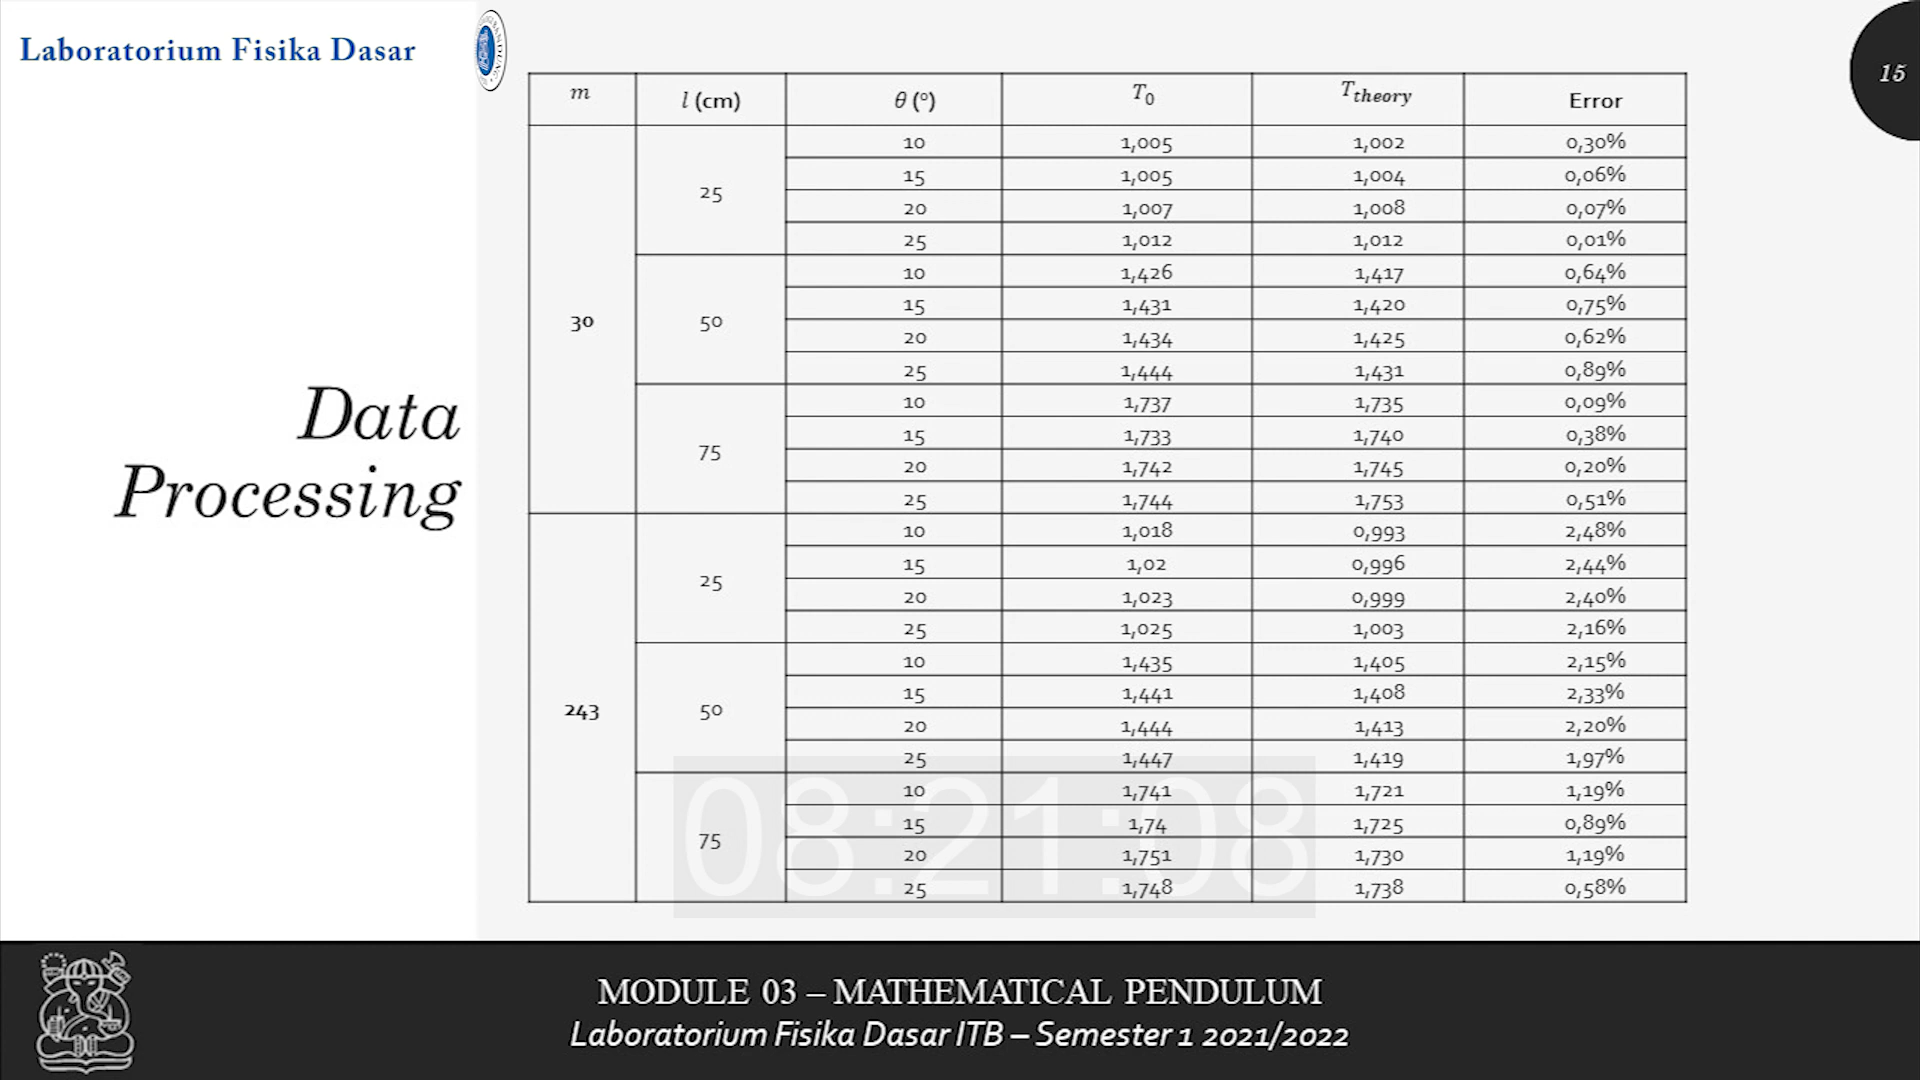 Laboratorium Fisika Dasar
15
Data
Processing
m l (cm) θ (°) T0 Ttheory Error
30 25 10 1,005 1,002 0,30%
15 1,005 1,004 0,06%
20 1,007 1,008 0,07%
25 1,012 1,012 0,01%
50 10 1,426 1,417 0,64%
15 1,431 1,420 0,75%
20 1,434 1,425 0,62%
25 1,444 1,431 0,89%
75 10 1,737 1,735 0,09%
15 1,733 1,740 0,38%
20 1,742 1,745 0,20%
25 1,744 1,753 0,51%
243 25 10 1,018 0,993 2,48%
15 1,02 0,996 2,44%
20 1,023 0,999 2,40%
25 1,025 1,003 2,16%
50 10 1,435 1,405 2,15%
15 1,441 1,408 2,33%
20 1,444 1,413 2,20%
25 1,447 1,419 1,97%
75 10 1,741 1,721 1,19%
15 1,74 1,725 0,89%
20 1,751 1,730 1,19%
25 1,748 1,738 0,58%
08:21:08
MODULE 03 – MATHEMATICAL PENDULUM
Laboratorium Fisika Dasar ITB – Semester 1 2021/2022